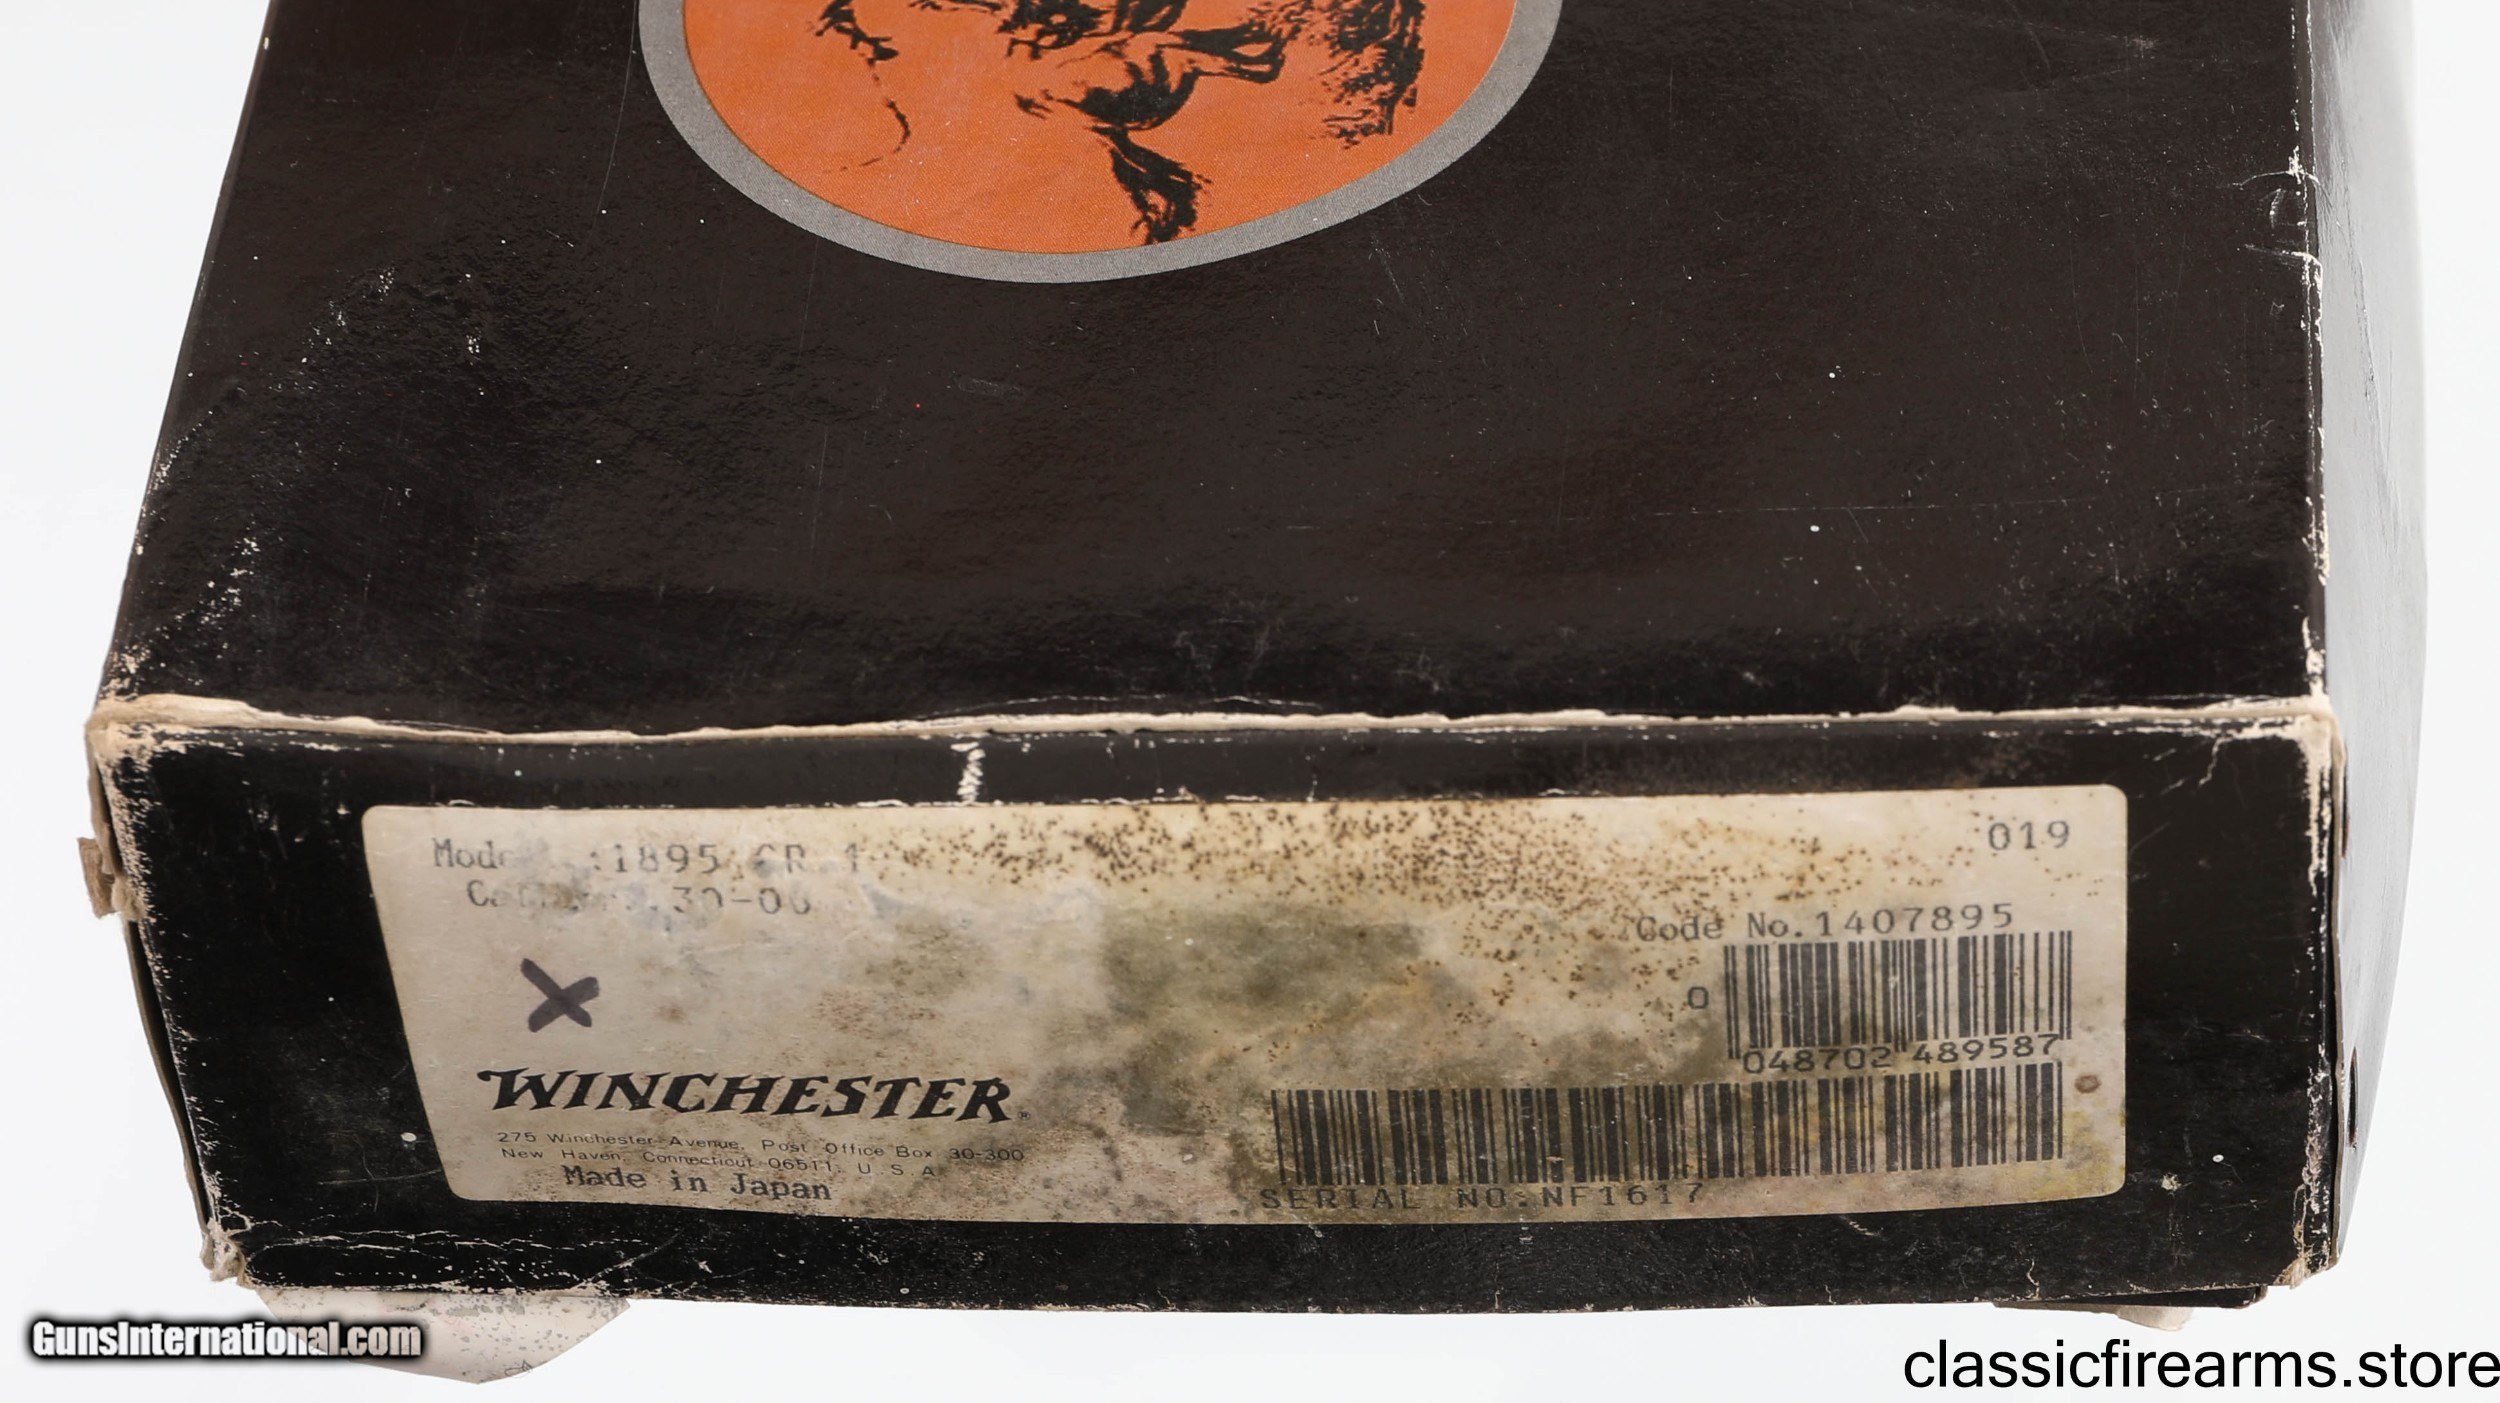 :1895 GR 1
30-06
019
Code No.1407895
0
048702 489587
X
WINCHESTER®
275 Winchester Avenue, Post Office Box 30-300
New Haven, Connecticut 06511, U.S.A
Made in Japan
SERIAL NO:NF1617
GunsInternational.com
classicfirearms.store